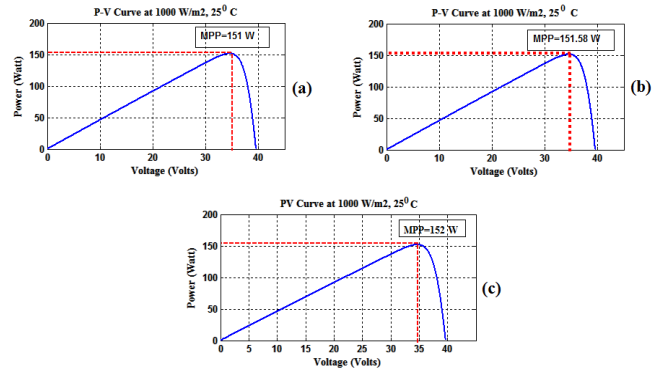 P-V Curve at 1000 W/m2, 25⁰ C
MPP=151 W
Power (Watt)
200
150
100
50
0
0 10 20 30 40
Voltage (Volts)
(a)
P-V Curve at 1000 W/m2, 25⁰ C
MPP=151.58 W
Power (Watt)
200
150
100
50
0
0 10 20 30 40
Voltage (Volts)
(b)
PV Curve at 1000 W/m2, 25⁰ C
MPP=152 W
Power (Watt)
200
150
100
50
0
0 5 10 15 20 25 30 35 40
Voltage (Volts)
(c)